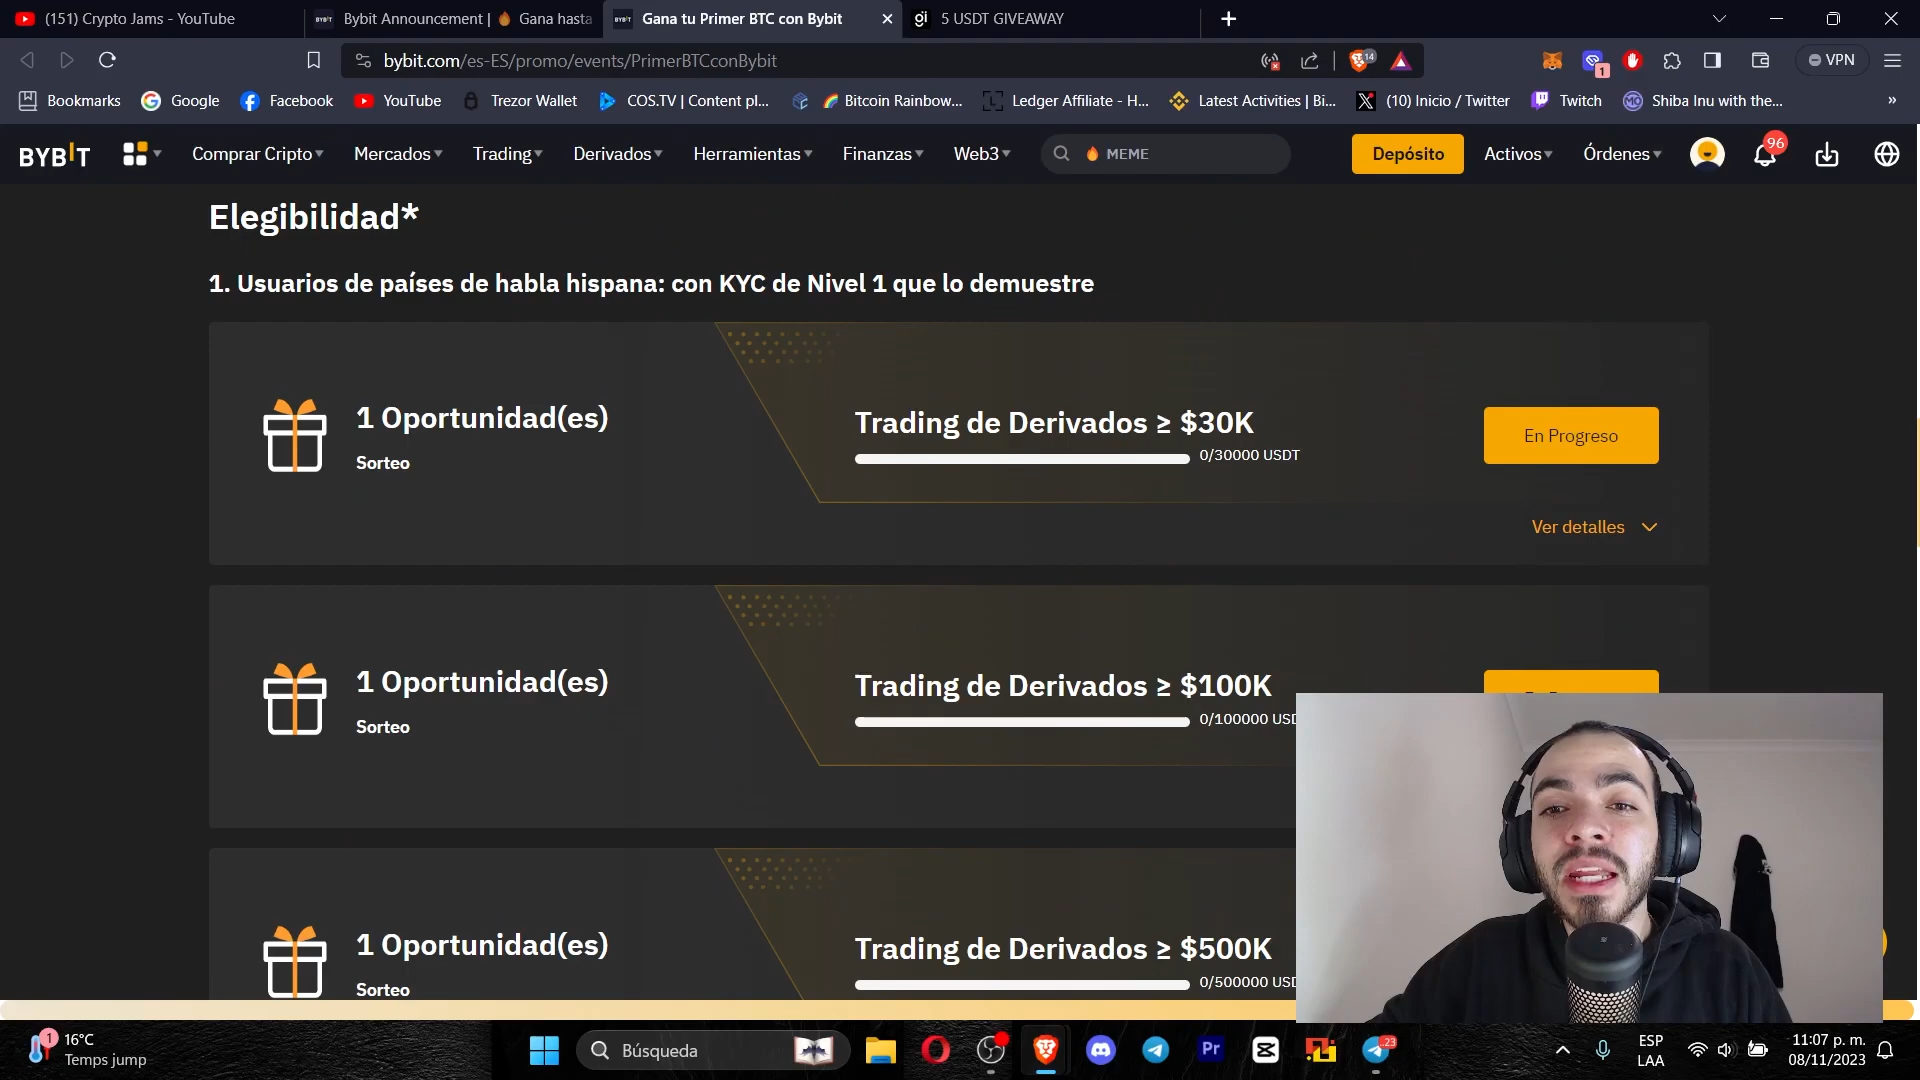 (151) Crypto Jams - YouTube
Bybit Announcement | 🔥 Gana hasta
Gana tu Primer BTC con Bybit
5 USDT GIVEAWAY
bybit.com/es-ES/promo/events/PrimerBTCconBybit
14
1
VPN
Bookmarks
Google
Facebook
YouTube
Trezor Wallet
COS.TV | Content pl...
🌈 Bitcoin Rainbow...
Ledger Affiliate - H...
Latest Activities | Bi...
(10) Inicio / Twitter
Twitch
Shiba Inu with the...
BYBIT
Comprar Cripto
Mercados
Trading
Derivados
Herramientas
Finanzas
Web3
🔥 MEME
Depósito
Activos
Órdenes
96
Elegibilidad*
1. Usuarios de países de habla hispana: con KYC de Nivel 1 que lo demuestre
1 Oportunidad(es)
Sorteo
Trading de Derivados ≥ $30K
0/30000 USDT
En Progreso
Ver detalles
1 Oportunidad(es)
Sorteo
Trading de Derivados ≥ $100K
0/100000 USD
1 Oportunidad(es)
Sorteo
Trading de Derivados ≥ $500K
0/500000 USD
1
16°C
Temps jump
Búsqueda
Pr
23
ESP
LAA
11:07 p. m.
08/11/2023